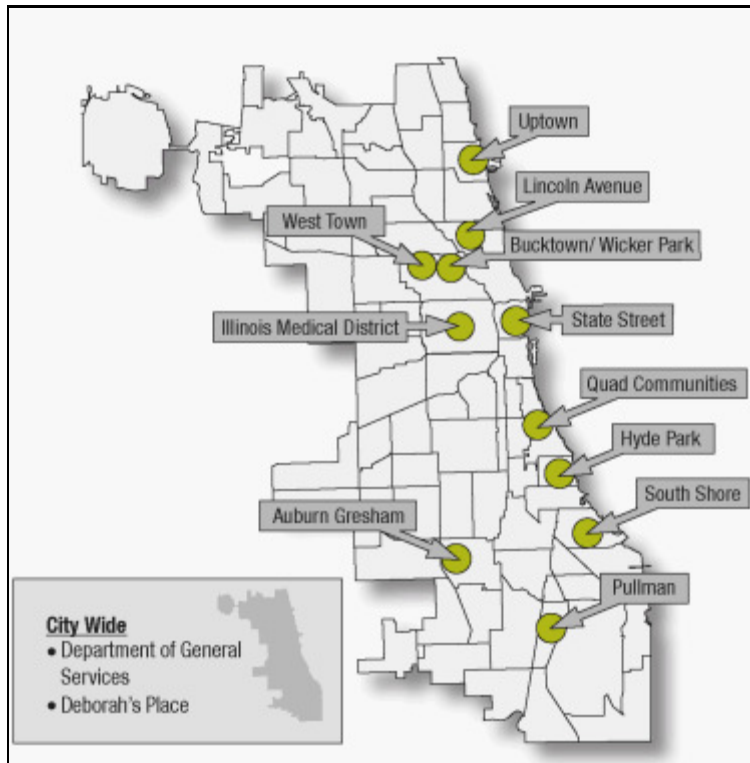 Uptown
Lincoln Avenue
West Town
Bucktown/ Wicker Park
Illinois Medical District
State Street
Quad Communities
Hyde Park
South Shore
Auburn Gresham
Pullman
City Wide
• Department of General
Services
• Deborah's Place